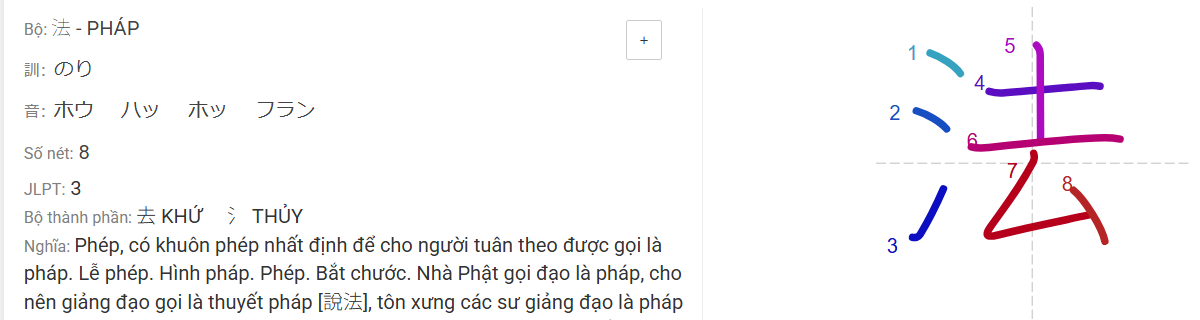 Bộ: 法 - PHÁP
+
訓: のり
音: ホウ ハッ ホッ フラン
Số nét: 8
JLPT: 3
Bộ thành phần: 去 KHỨ 氵 THỦY
Nghĩa: Phép, có khuôn phép nhất định để cho người tuân theo được gọi là
pháp. Lễ phép. Hình pháp. Phép. Bắt chước. Nhà Phật gọi đạo là pháp, cho
nên giảng đạo gọi là thuyết pháp [說法], tôn xưng các sư giảng đạo là pháp
法
1
2
3
4
5
6
7
8